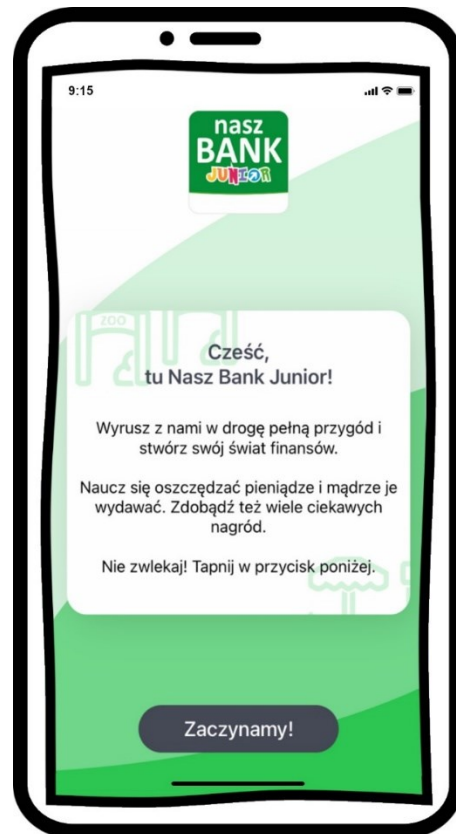 9:15
nasz
BANK
JUNIOR
ZOO
Cześć,
tu Nasz Bank Junior!
Wyrusz z nami w drogę pełną przygód i
stwórz swój świat finansów.
Naucz się oszczędzać pieniądze i mądrze je
wydawać. Zdobądź też wiele ciekawych
nagród.
Nie zwlekaj! Tapnij w przycisk poniżej.
Zaczynamy!